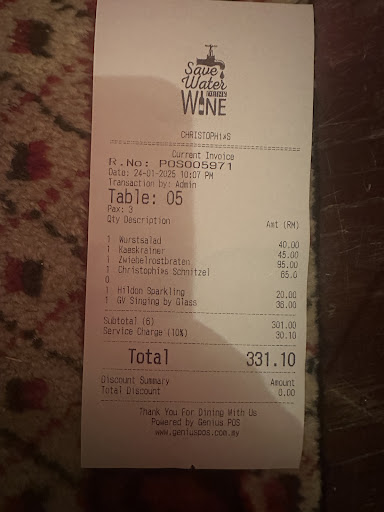 Save
Water
DRINK
WINE
CHRISTOPHxS
Current Invoice
R.No: POS005971
Date: 24-01-2025 10:07 PM
Transaction by: Admin
Table: 05
Pax: 3
Qty Description Amt (RM)
1 Wurstsalad 40.00
1 Kaeskrainer 45.00
1 Zwiebelrostbraten 95.00
1 Christophxs Schnitzel 65.0
0
1 Hildon Sparkling 20.00
1 GV Singing by Glass 36.00
Subtotal (6) 301.00
Service Charge (10%) 30.10
Total 331.10
Discount Summary Amount
Total Discount 0.00
Thank You For Dining With Us
Powered by Genius POS
www.geniuspos.com.my